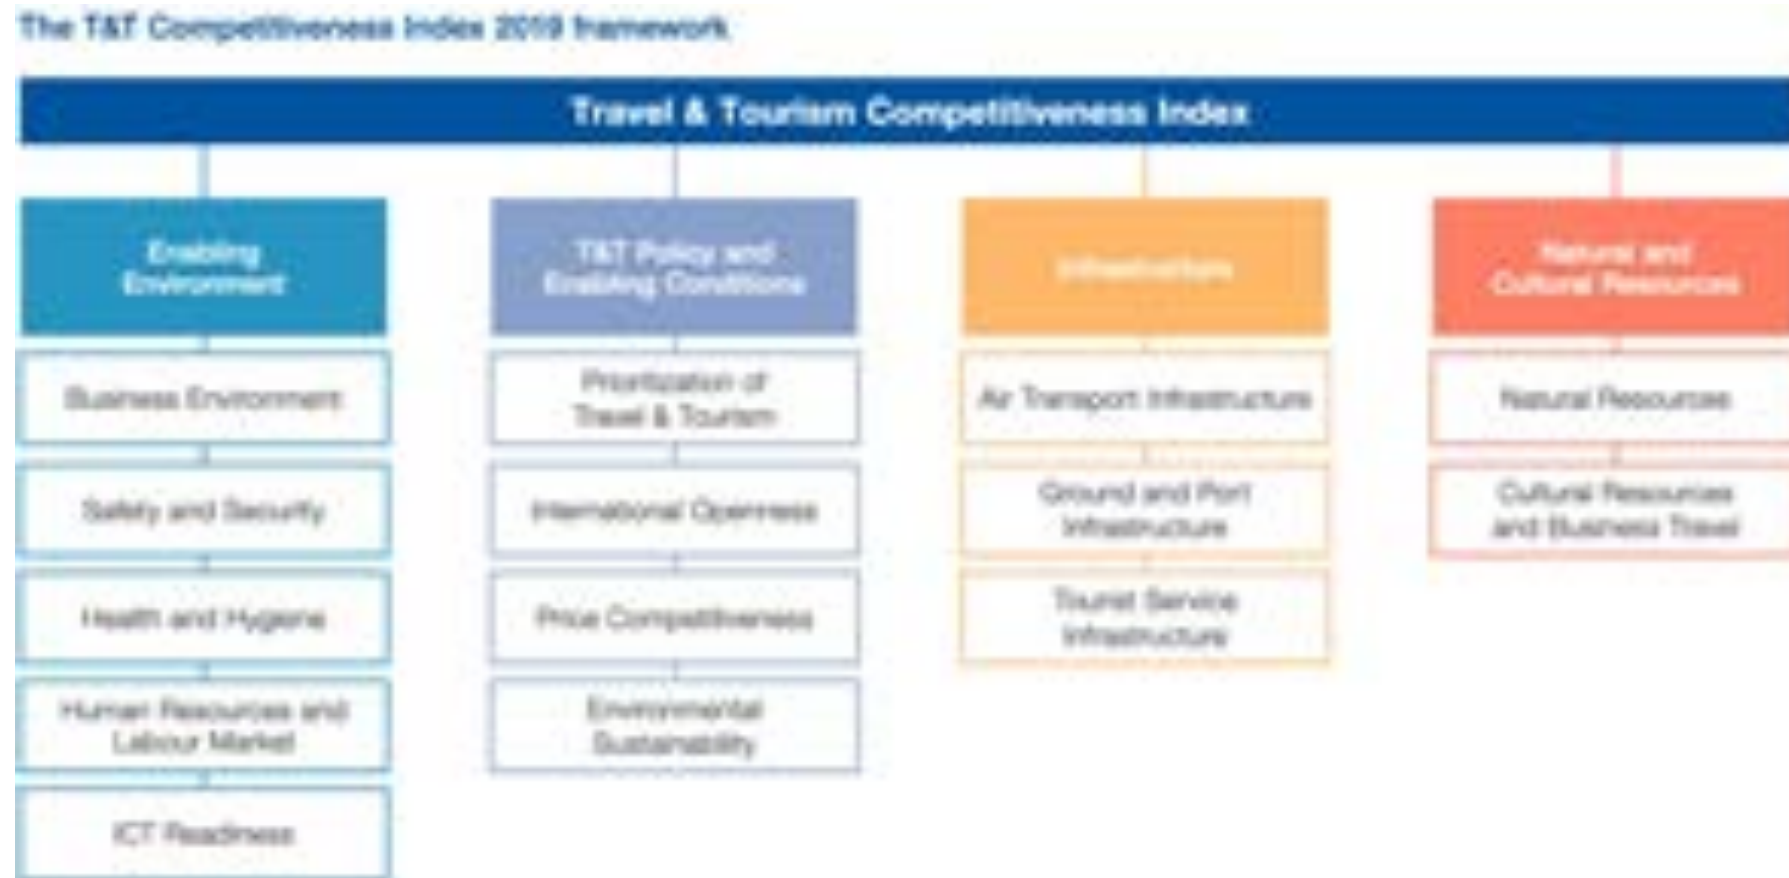 The T&T Competitiveness Index 2019 framework
Travel & Tourism Competitiveness Index
Enabling
Environment
Business Environment
Safety and Security
Health and Hygiene
Human Resources and
Labour Market
ICT Readiness
T&T Policy and
Enabling Conditions
Prioritization of
Travel & Tourism
International Openness
Price Competitiveness
Environmental
Sustainability
Infrastructure
Air Transport Infrastructure
Ground and Port
Infrastructure
Tourist Service
Infrastructure
Natural and
Cultural Resources
Natural Resources
Cultural Resources
and Business Travel